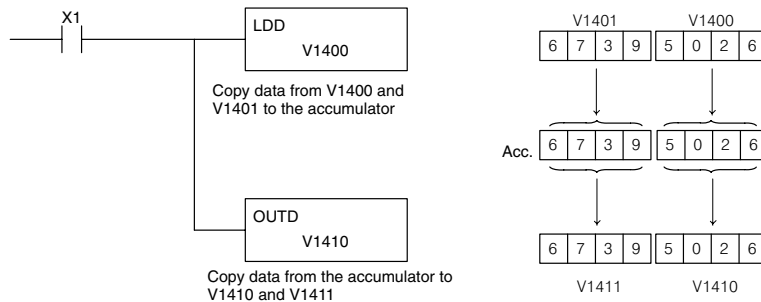 X1
LDD
V1400
Copy data from V1400 and
V1401 to the accumulator
OUTD
V1410
Copy data from the accumulator to
V1410 and V1411
V1401 V1400
6 7 3 9 5 0 2 6
Acc. 6 7 3 9 5 0 2 6
6 7 3 9 5 0 2 6
V1411 V1410